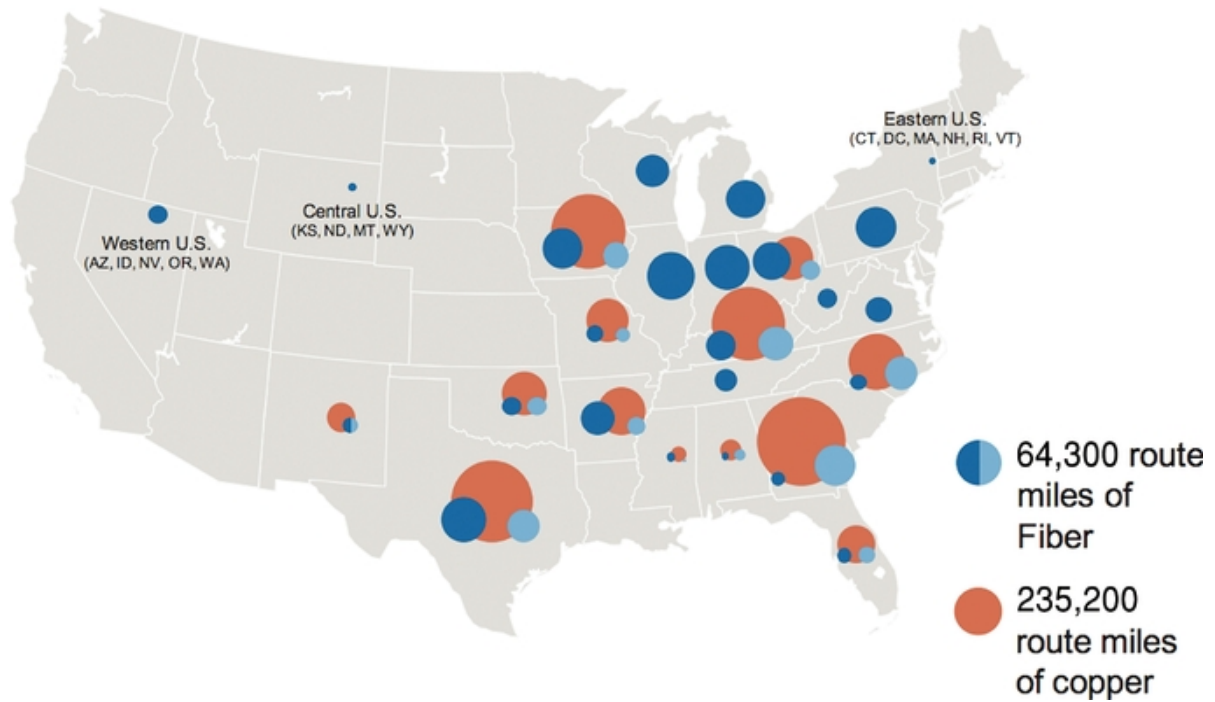 Eastern U.S.
(CT, DC, MA, NH, RI, VT)
Central U.S.
(KS, ND, MT, WY)
Western U.S.
(AZ, ID, NV, OR, WA)
64,300 route
miles of
Fiber
235,200
route miles
of copper